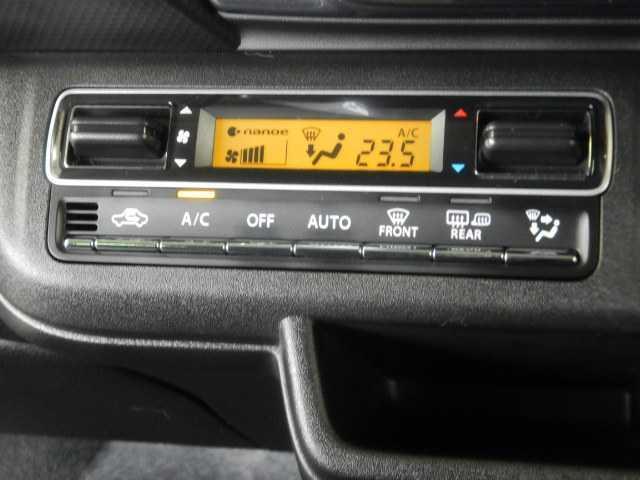 nanoe
A/C
23.5
A/C
OFF
AUTO
FRONT
REAR